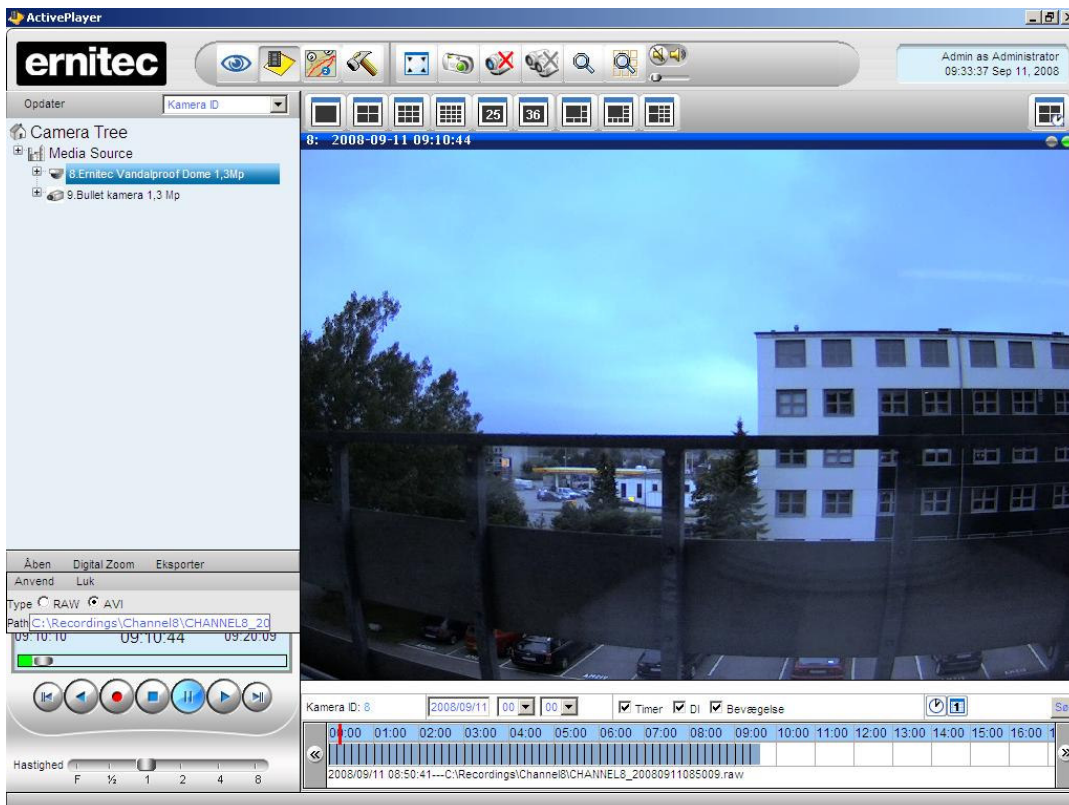 ActivePlayer
ernitec
Admin as Administrator
09:33:37 Sep 11, 2008
Opdater
Kamera ID
25
36
Camera Tree
Media Source
8.Ernitec Vandalproof Dome 1,3Mp
9.Bullet kamera 1,3 Mp
8: 2008-09-11 09:10:44
Åben Digital Zoom Eksporter
Anvend Luk
Type RAW AVI
Path C:\Recordings\Channel8\CHANNEL8_20
09:10:10 09:10:44 09:20:09
Hastighed
F ½ 1 2 4 8
Kamera ID: 8 2008/09/11 00 00 Timer DI Bevægelse 1 Sø
00:00 01:00 02:00 03:00 04:00 05:00 06:00 07:00 08:00 09:00 10:00 11:00 12:00 13:00 14:00 15:00 16:00 1
2008/09/11 08:50:41---C:\Recordings\Channel8\CHANNEL8_20080911085009.raw